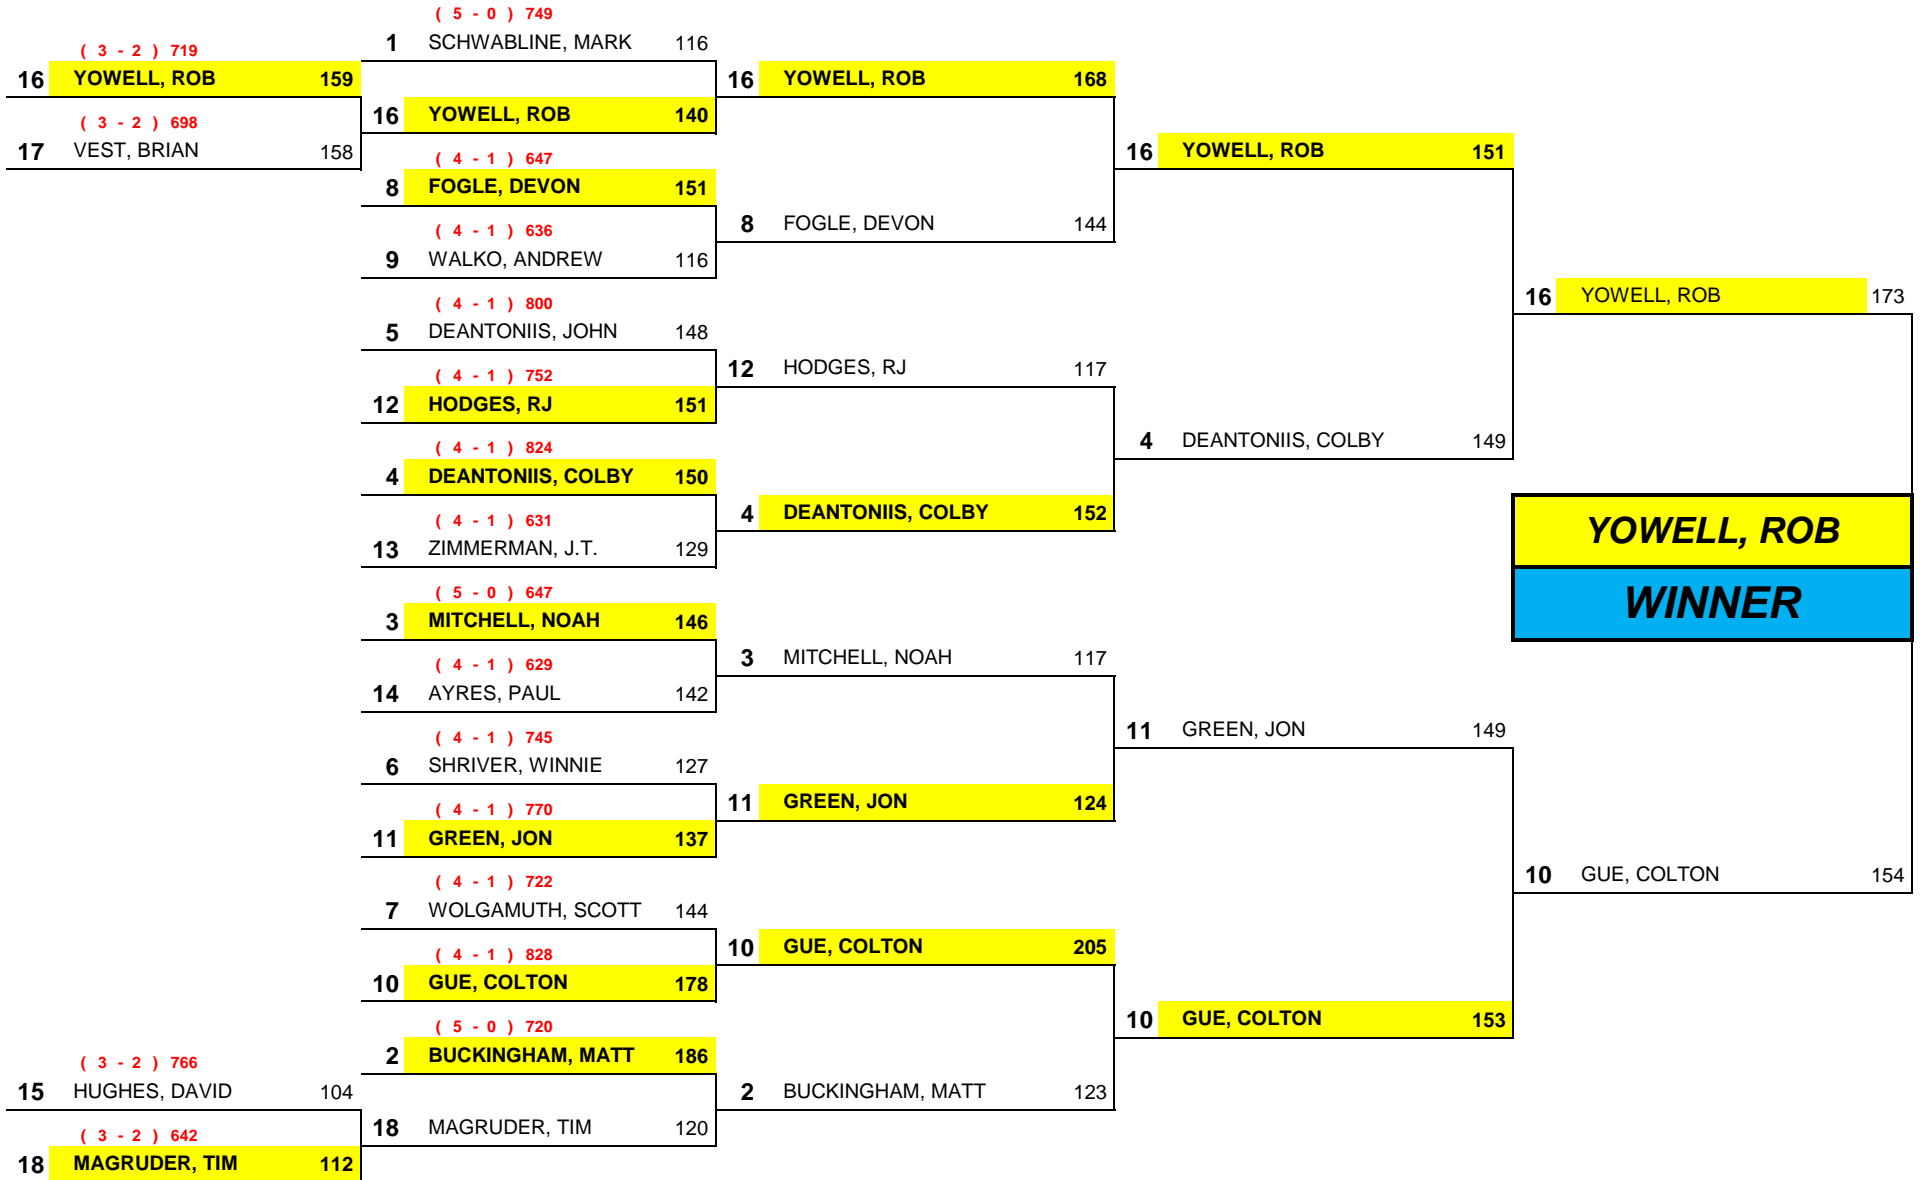 ( 3 - 2 ) 719
16 YOWELL, ROB 159
( 3 - 2 ) 698
17 VEST, BRIAN 158
( 3 - 2 ) 766
15 HUGHES, DAVID 104
( 3 - 2 ) 642
18 MAGRUDER, TIM 112
( 5 - 0 ) 749
1 SCHWABLINE, MARK 116
16 YOWELL, ROB 140
( 4 - 1 ) 647
8 FOGLE, DEVON 151
( 4 - 1 ) 636
9 WALKO, ANDREW 116
( 4 - 1 ) 800
5 DEANTONIIS, JOHN 148
( 4 - 1 ) 752
12 HODGES, RJ 151
( 4 - 1 ) 824
4 DEANTONIIS, COLBY 150
( 4 - 1 ) 631
13 ZIMMERMAN, J.T. 129
( 5 - 0 ) 647
3 MITCHELL, NOAH 146
( 4 - 1 ) 629
14 AYRES, PAUL 142
( 4 - 1 ) 745
6 SHRIVER, WINNIE 127
( 4 - 1 ) 770
11 GREEN, JON 137
( 4 - 1 ) 722
7 WOLGAMUTH, SCOTT 144
( 4 - 1 ) 828
10 GUE, COLTON 178
( 5 - 0 ) 720
2 BUCKINGHAM, MATT 186
18 MAGRUDER, TIM 120
16 YOWELL, ROB 168
8 FOGLE, DEVON 144
12 HODGES, RJ 117
4 DEANTONIIS, COLBY 152
3 MITCHELL, NOAH 117
11 GREEN, JON 124
10 GUE, COLTON 205
2 BUCKINGHAM, MATT 123
16 YOWELL, ROB 151
4 DEANTONIIS, COLBY 149
11 GREEN, JON 149
10 GUE, COLTON 153
16 YOWELL, ROB 173
YOWELL, ROB
WINNER
10 GUE, COLTON 154